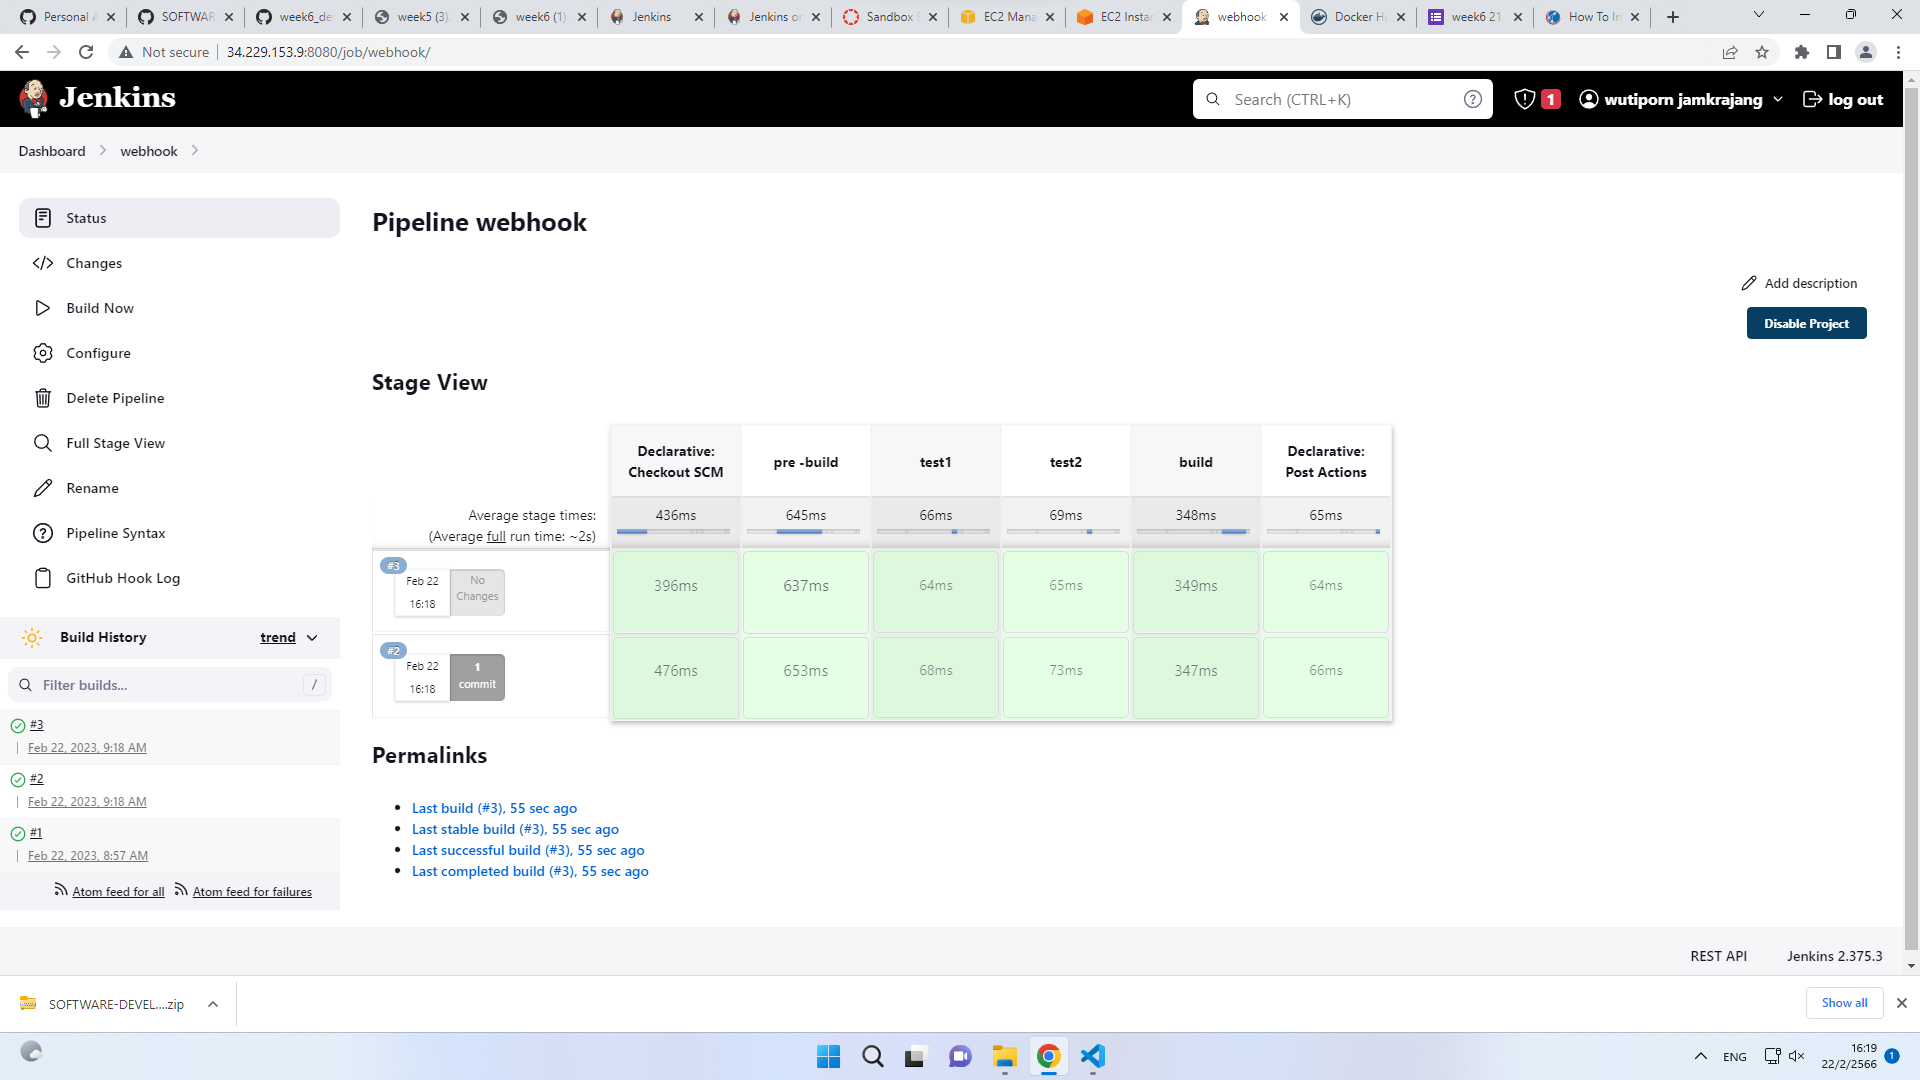 Personal A
SOFTWAR
week6_de
week5 (3)
week6 (1)
Jenkins
Jenkins or
Sandbox E
EC2 Mana
EC2 Instar
webhook
Docker Hu
week6 21
How To In
Not secure
34.229.153.9:8080/job/webhook/
Jenkins
Search (CTRL+K)
1
wutiporn jamkrajang
log out
Dashboard
webhook
Status
Changes
Build Now
Configure
Delete Pipeline
Full Stage View
Rename
Pipeline Syntax
GitHub Hook Log
Build History
trend
Filter builds...
/
#3
Feb 22, 2023, 9:18 AM
#2
Feb 22, 2023, 9:18 AM
#1
Feb 22, 2023, 8:57 AM
Atom feed for all
Atom feed for failures
Pipeline webhook
Add description
Disable Project
Stage View
Declarative:
Checkout SCM
pre -build
test1
test2
build
Declarative:
Post Actions
Average stage times:
(Average full run time: ~2s)
436ms
645ms
66ms
69ms
348ms
65ms
#3
Feb 22
16:18
No
Changes
396ms
637ms
64ms
65ms
349ms
64ms
#2
Feb 22
16:18
1
commit
476ms
653ms
68ms
73ms
347ms
66ms
Permalinks
Last build (#3), 55 sec ago
Last stable build (#3), 55 sec ago
Last successful build (#3), 55 sec ago
Last completed build (#3), 55 sec ago
REST API
Jenkins 2.375.3
SOFTWARE-DEVEL....zip
Show all
ENG
16:19
22/2/2566
1